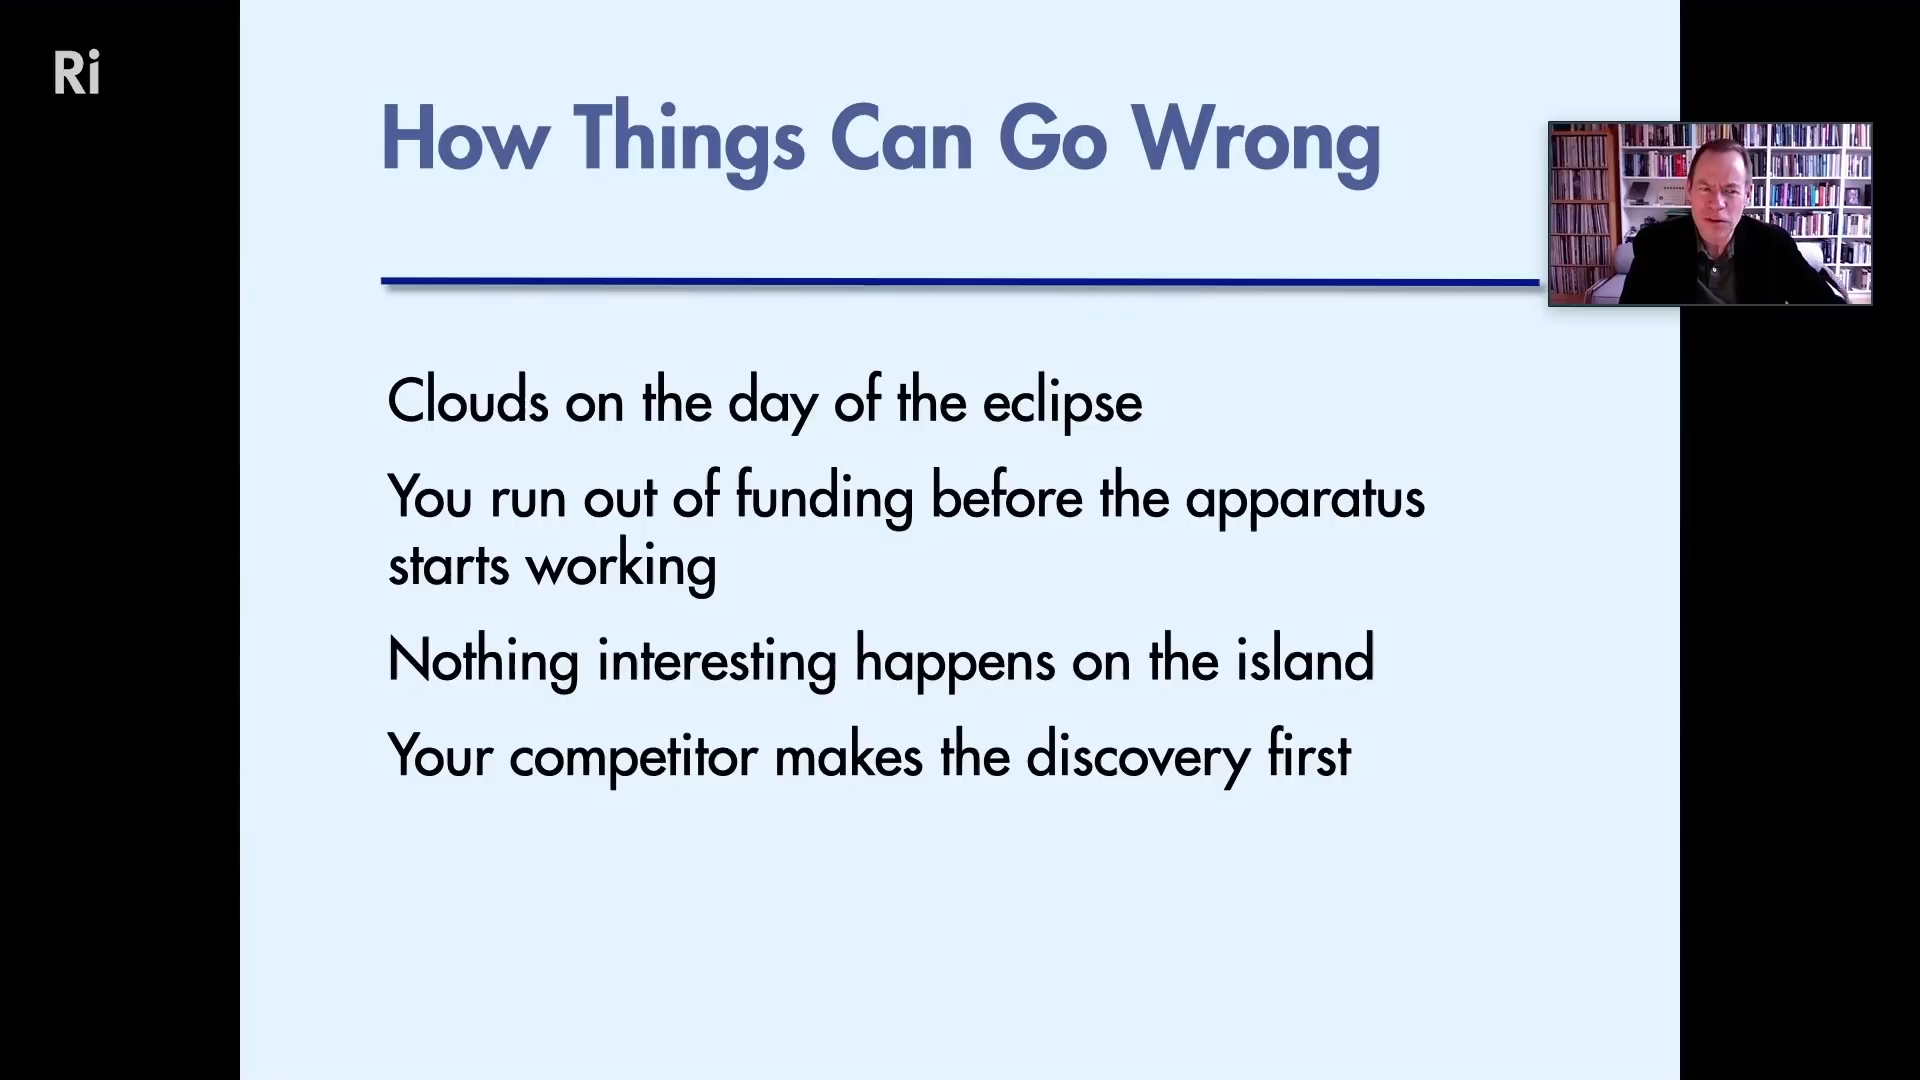 Ri
How Things Can Go Wrong
Clouds on the day of the eclipse
You run out of funding before the apparatus
starts working
Nothing interesting happens on the island
Your competitor makes the discovery first